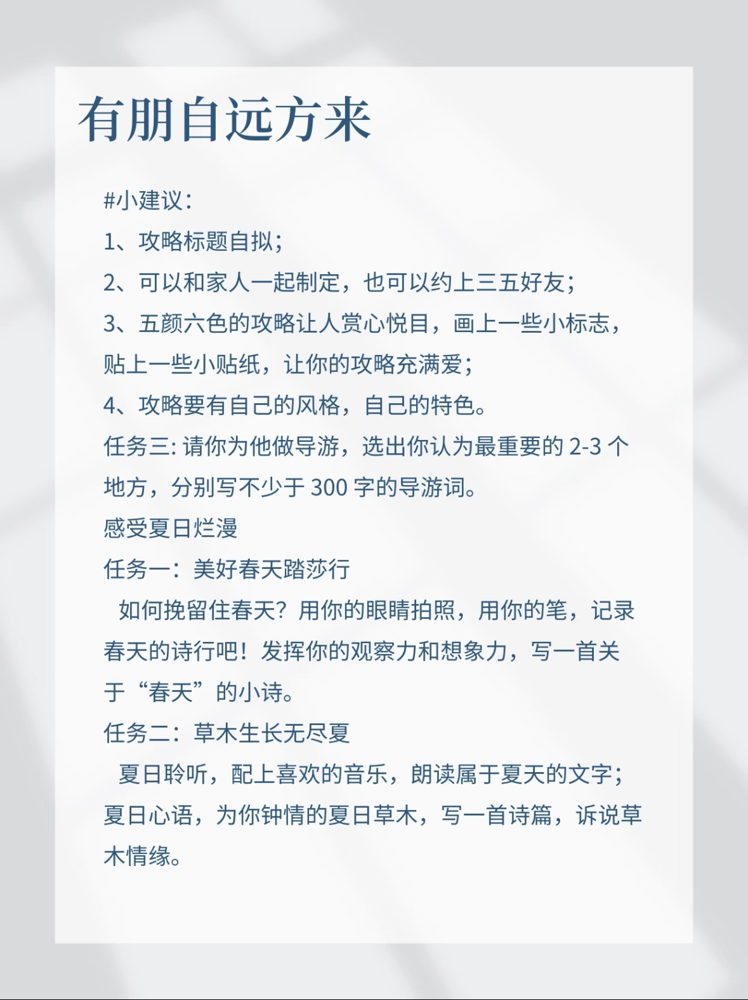 有朋自远方来
#小建议：
1、攻略标题自拟；
2、可以和家人一起制定，也可以约上三五好友；
3、五颜六色的攻略让人赏心悦目，画上一些小标志，
贴上一些小贴纸，让你的攻略充满爱；
4、攻略要有自己的风格，自己的特色。
任务三: 请你为他做导游，选出你认为最重要的 2-3 个
地方，分别写不少于 300 字的导游词。
感受夏日烂漫
任务一：美好春天踏莎行
如何挽留住春天？用你的眼睛拍照，用你的笔，记录
春天的诗行吧！发挥你的观察力和想象力，写一首关
于“春天”的小诗。
任务二：草木生长无尽夏
夏日聆听，配上喜欢的音乐，朗读属于夏天的文字；
夏日心语，为你钟情的夏日草木，写一首诗篇，诉说草
木情缘。